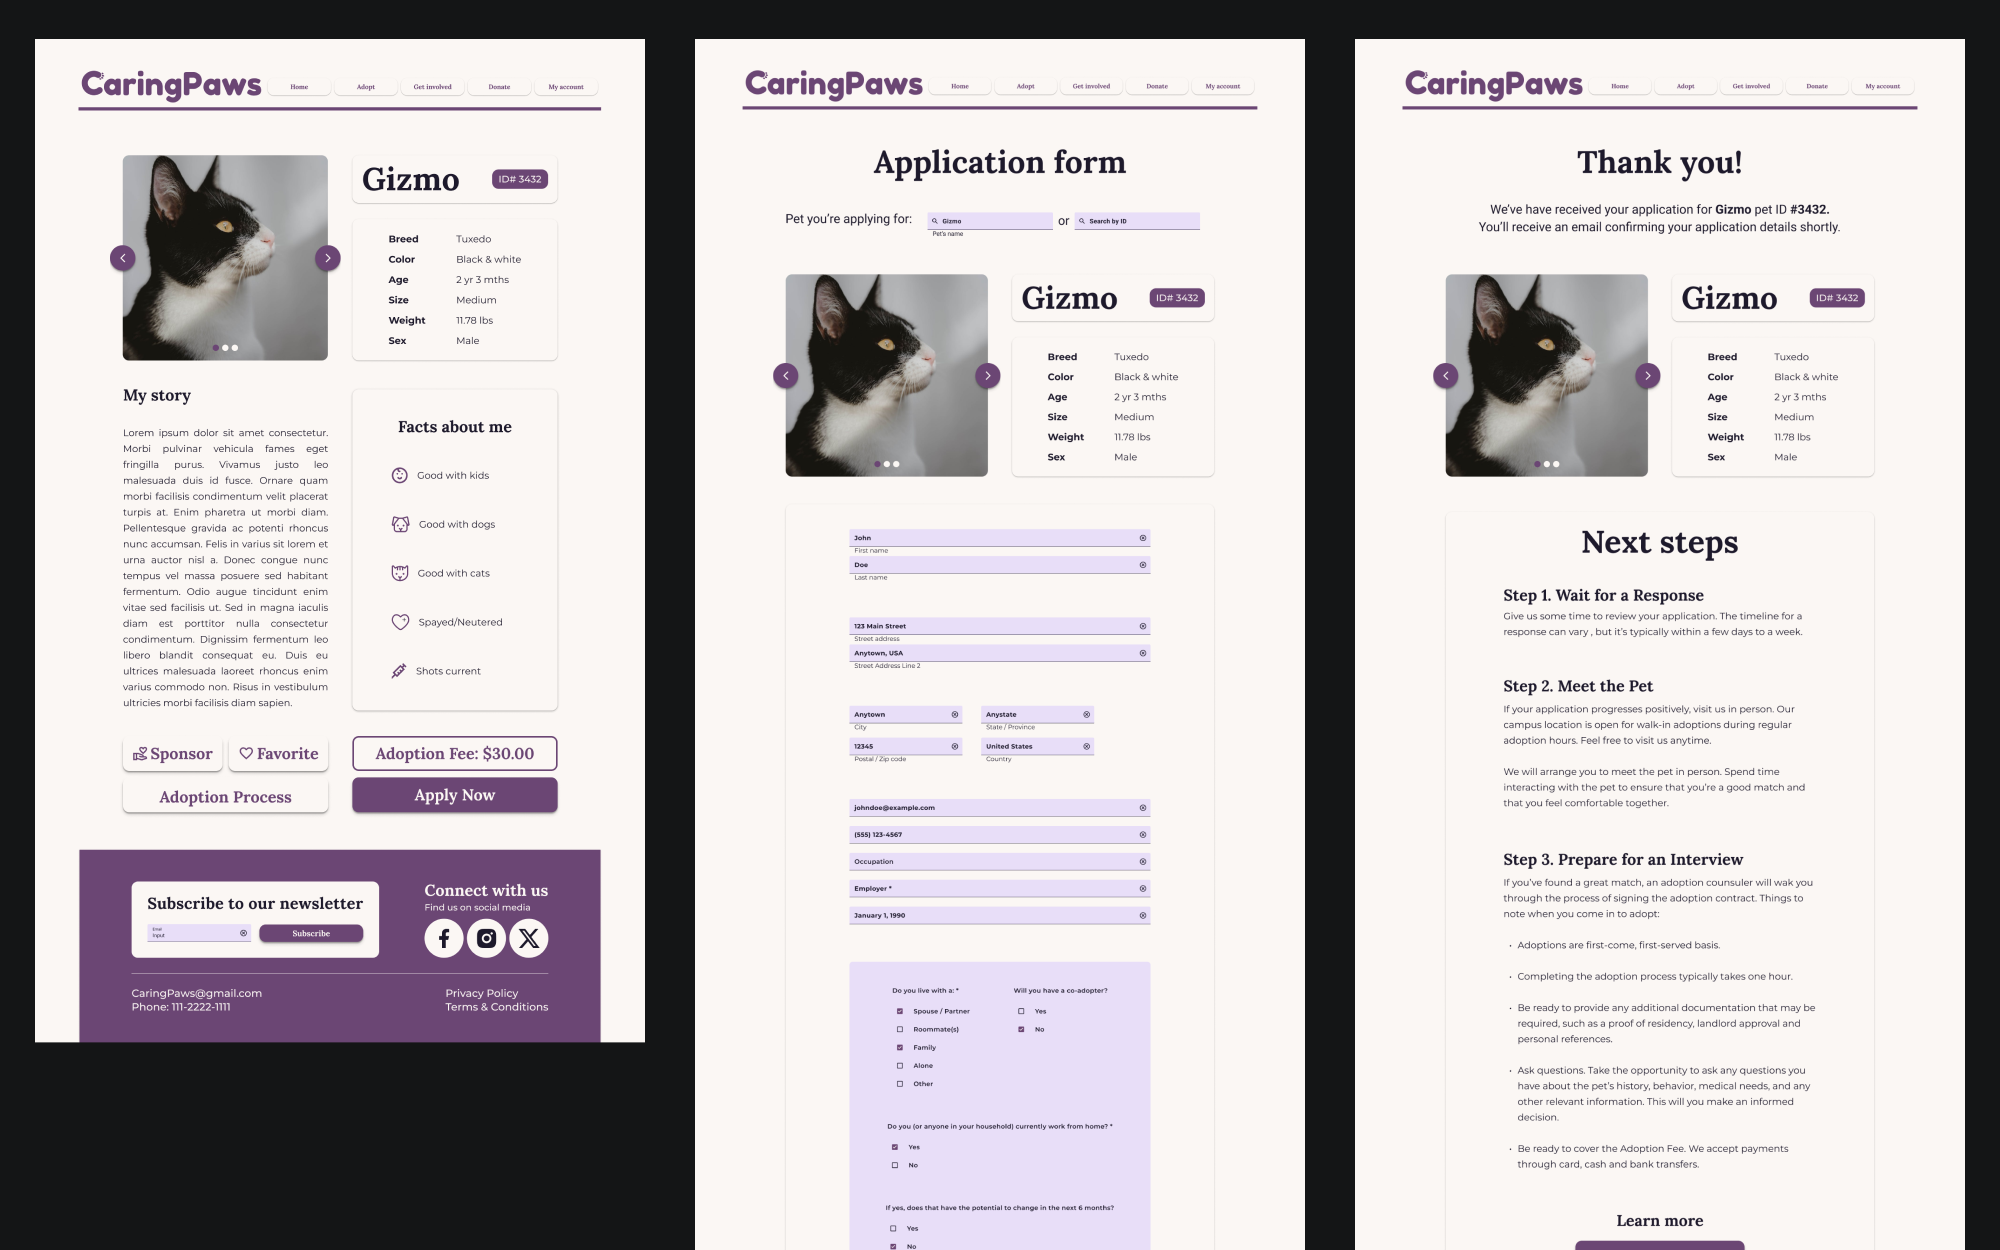 CaringPaws
Home
Adopt
Get involved
Donate
My account
Gizmo
ID# 3432
Breed Tuxedo
Color Black & white
Age 2 yr 3 mths
Size Medium
Weight 11.78 lbs
Sex Male
My story
Lorem ipsum dolor sit amet consectetur.
Morbi pulvinar vehicula fames eget
fringilla purus. Vivamus justo leo
malesuada duis id fusce. Ornare quam
morbi facilisis condimentum velit placerat
turpis at. Enim pharetra ut morbi diam.
Pellentesque gravida ac potenti rhoncus
nunc accumsan. Felis in varius sit lorem et
urna auctor nisl a. Donec congue nunc
tempus vel massa posuere sed habitant
fermentum. Odio augue tincidunt enim
vitae sed facilisis ut. Sed in magna iaculis
diam est porttitor nulla consectetur
condimentum. Dignissim fermentum leo
libero blandit consequat eu. Duis eu
ultrices malesuada laoreet rhoncus enim
varius commodo non. Risus in vestibulum
ultricies morbi facilisis diam sapien.
Facts about me
Good with kids
Good with dogs
Good with cats
Spayed/Neutered
Shots current
Sponsor
Favorite
Adoption Process
Adoption Fee: $30.00
Apply Now
Subscribe to our newsletter
Email
Input
Subscribe
Connect with us
Find us on social media
CaringPaws@gmail.com
Phone: 111-2222-1111
Privacy Policy
Terms & Conditions
CaringPaws
Home
Adopt
Get involved
Donate
My account
Application form
Pet you're applying for:
Gizmo
Pet's name
or
Search by ID
Gizmo
ID# 3432
Breed Tuxedo
Color Black & white
Age 2 yr 3 mths
Size Medium
Weight 11.78 lbs
Sex Male
John
First name
Doe
Last name
123 Main Street
Street address
Anytown, USA
Street Address Line 2
Anytown
City
Anystate
State / Province
12345
Postal / Zip code
United States
Country
johndoe@example.com
(555) 123-4567
Occupation
Employer *
January 1, 1990
Do you live with a: *
Spouse / Partner
Roommate(s)
Family
Alone
Other
Will you have a co-adopter?
Yes
No
Do you (or anyone in your household) currently work from home? *
Yes
No
If yes, does that have the potential to change in the next 6 months?
Yes
No
CaringPaws
Home
Adopt
Get involved
Donate
My account
Thank you!
We've have received your application for Gizmo pet ID #3432.
You'll receive an email confirming your application details shortly.
Gizmo
ID# 3432
Breed Tuxedo
Color Black & white
Age 2 yr 3 mths
Size Medium
Weight 11.78 lbs
Sex Male
Next steps
Step 1. Wait for a Response
Give us some time to review your application. The timeline for a
response can vary , but it's typically within a few days to a week.
Step 2. Meet the Pet
If your application progresses positively, visit us in person. Our
campus location is open for walk-in adoptions during regular
adoption hours. Feel free to visit us anytime.
We will arrange you to meet the pet in person. Spend time
interacting with the pet to ensure that you're a good match and
that you feel comfortable together.
Step 3. Prepare for an Interview
If you've found a great match, an adoption counsuler will wak you
through the process of signing the adoption contract. Things to
note when you come in to adopt:
• Adoptions are first-come, first-served basis.
• Completing the adoption process typically takes one hour.
• Be ready to provide any additional documentation that may be
required, such as a proof of residency, landlord approval and
personal references.
• Ask questions. Take the opportunity to ask any questions you
have about the pet's history, behavior, medical needs, and any
other relevant information. This will you make an informed
decision.
• Be ready to cover the Adoption Fee. We accept payments
through card, cash and bank transfers.
Learn more